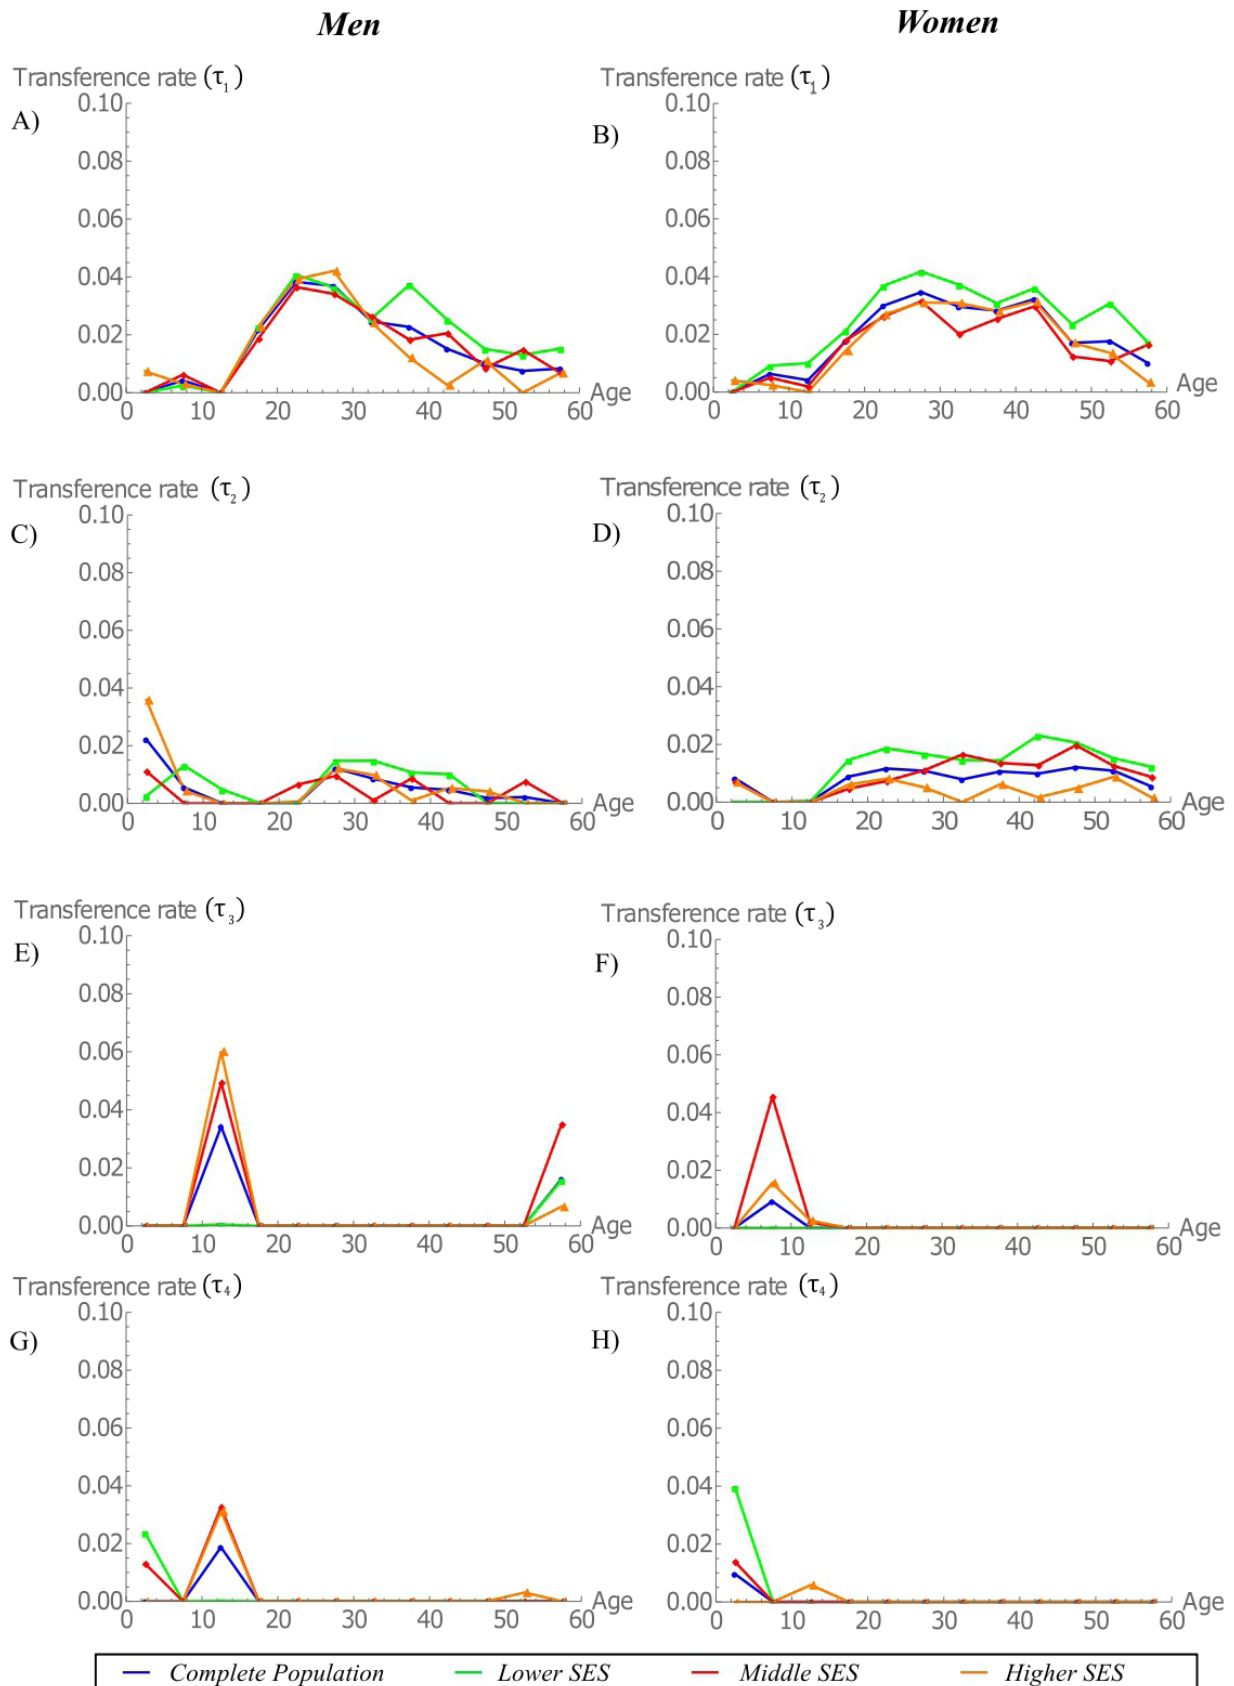 Men
Women
Transference rate (τ₁)
Transference rate (τ₁)
A)
B)
0.10
0.08
0.06
0.04
0.02
0.00
0 10 20 30 40 50 60
Age
0.10
0.08
0.06
0.04
0.02
0.00
0 10 20 30 40 50 60
Age
Transference rate (τ₂)
Transference rate (τ₂)
C)
D)
0.10
0.08
0.06
0.04
0.02
0.00
0 10 20 30 40 50 60
Age
0.10
0.08
0.06
0.04
0.02
0.00
0 10 20 30 40 50 60
Age
Transference rate (τ₃)
Transference rate (τ₃)
E)
F)
0.10
0.08
0.06
0.04
0.02
0.00
0 10 20 30 40 50 60
Age
0.10
0.08
0.06
0.04
0.02
0.00
0 10 20 30 40 50 60
Age
Transference rate (τ₄)
Transference rate (τ₄)
G)
H)
0.10
0.08
0.06
0.04
0.02
0.00
0 10 20 30 40 50 60
Age
0.10
0.08
0.06
0.04
0.02
0.00
0 10 20 30 40 50 60
Age
Complete Population Lower SES Middle SES Higher SES